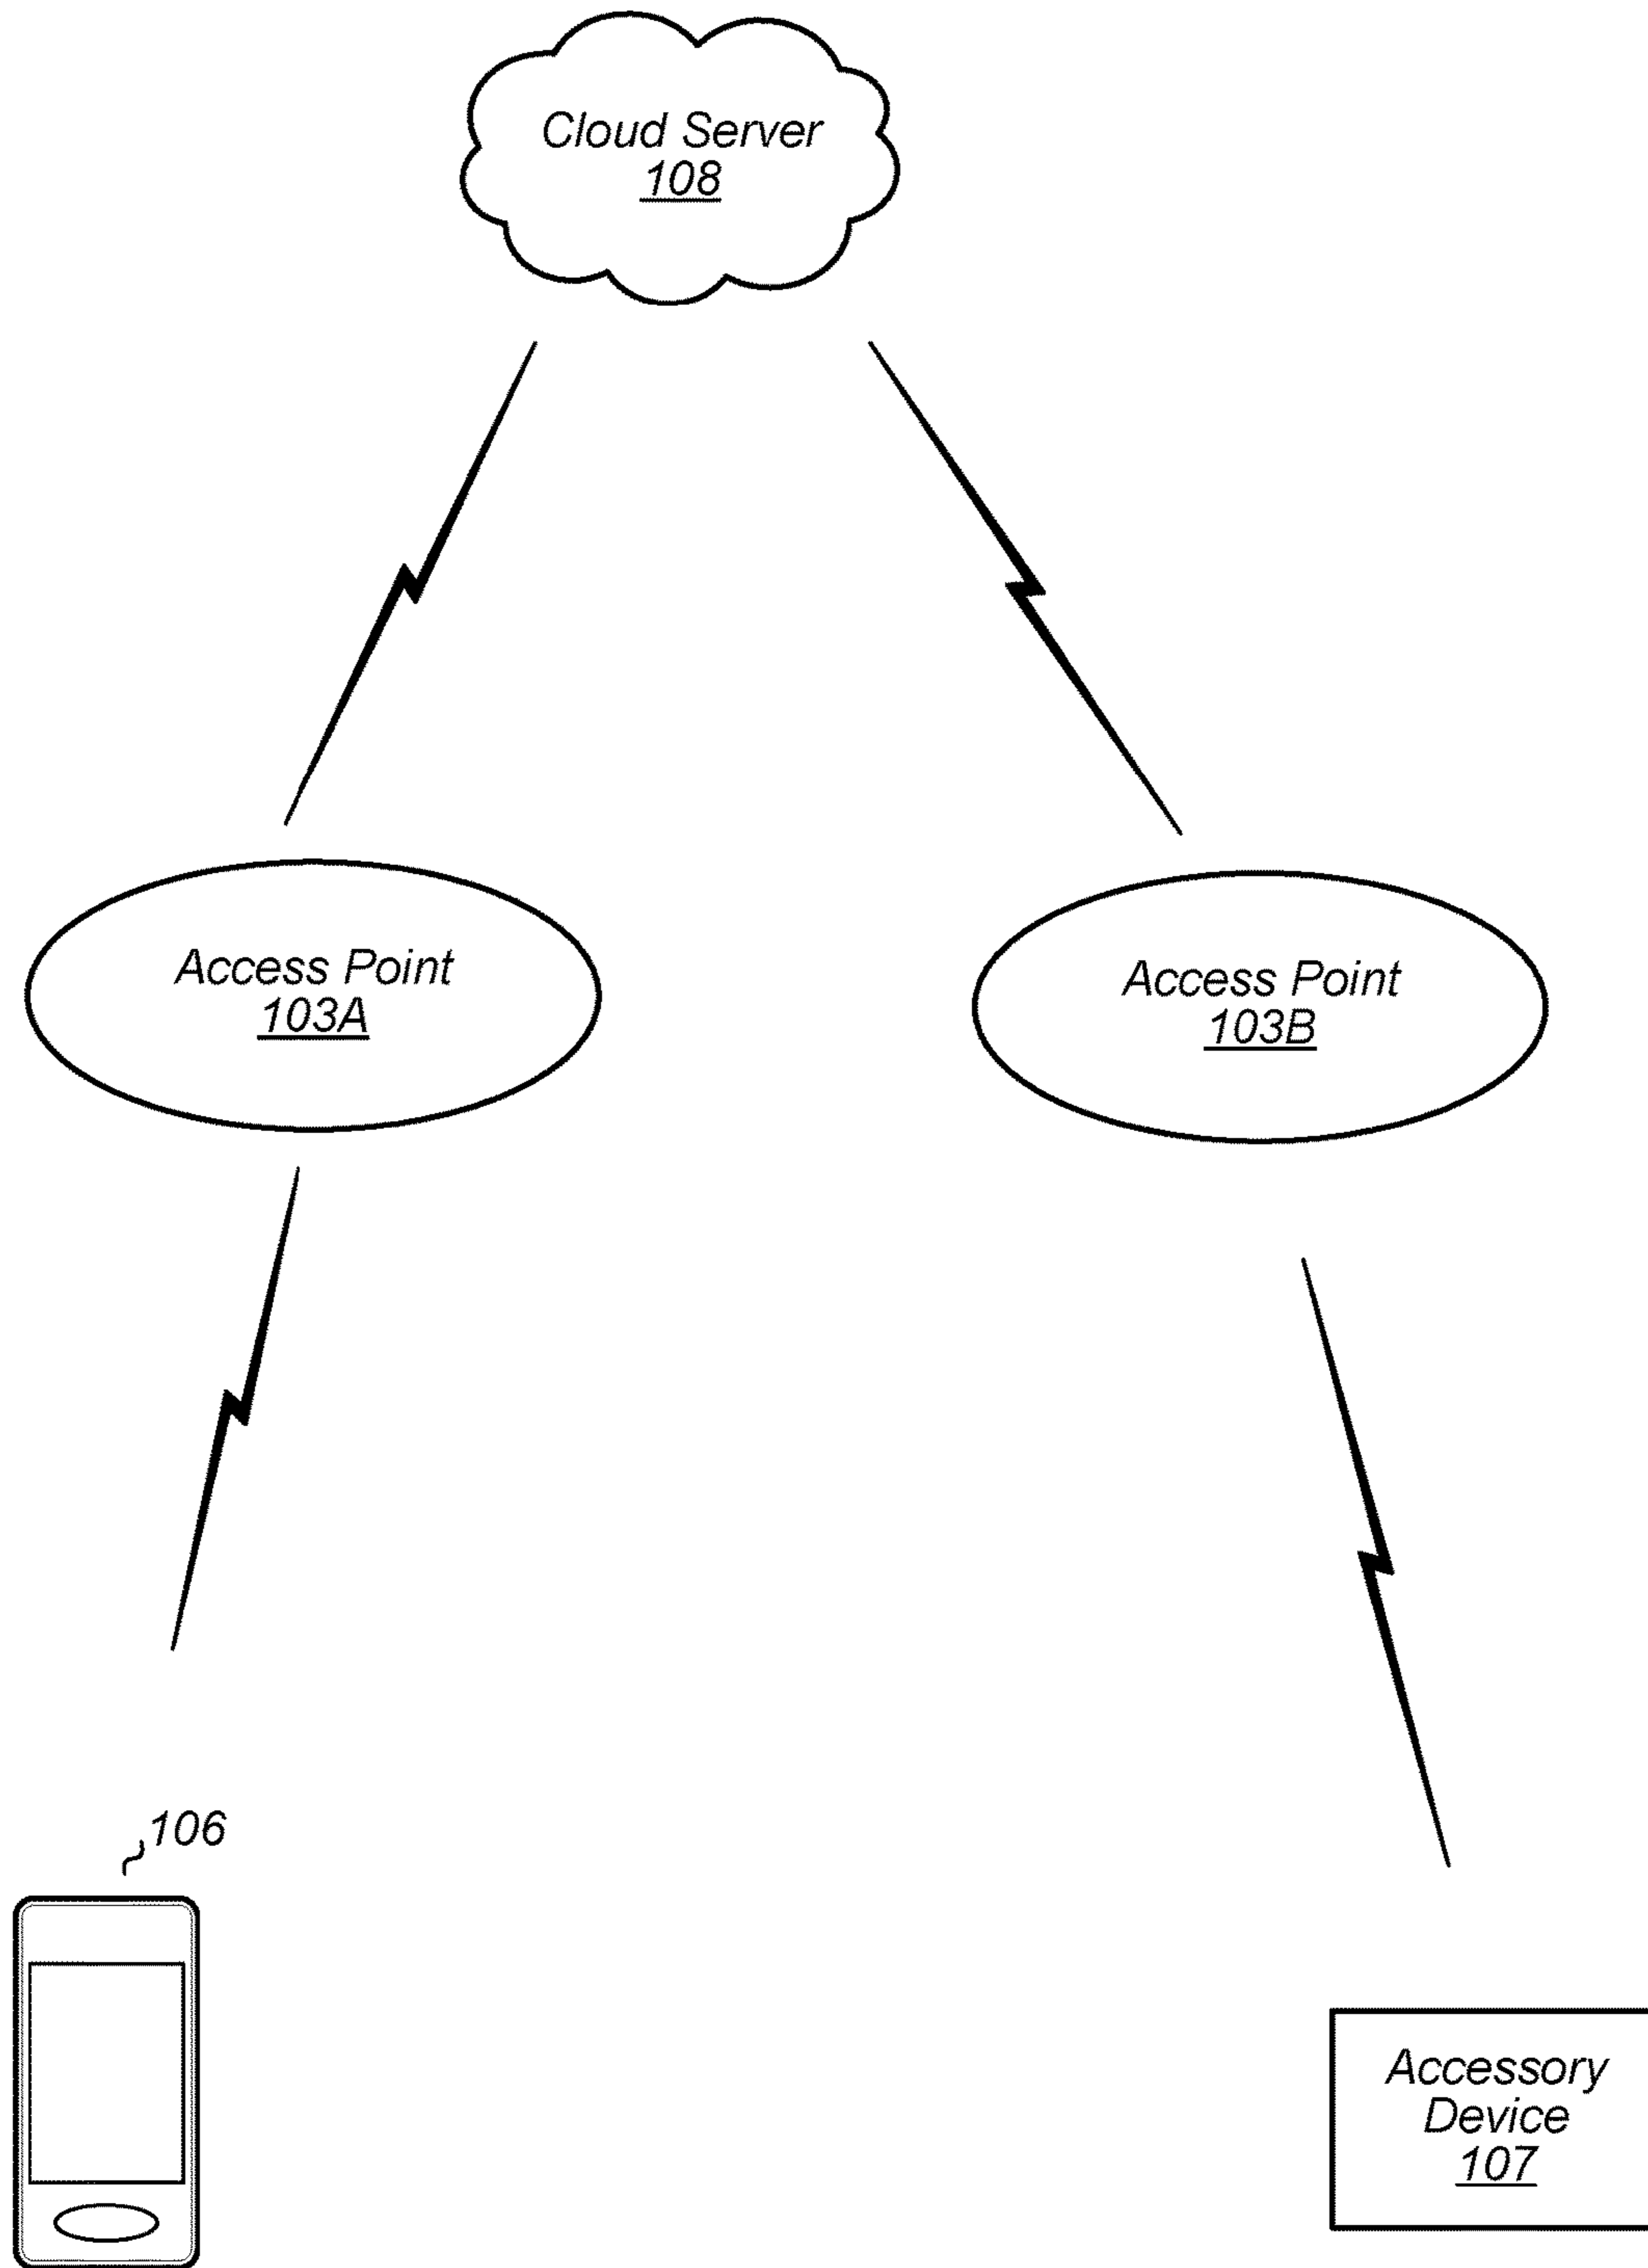 Cloud Server
108
Access Point
103A
Access Point
103B
106
Accessory
Device
107